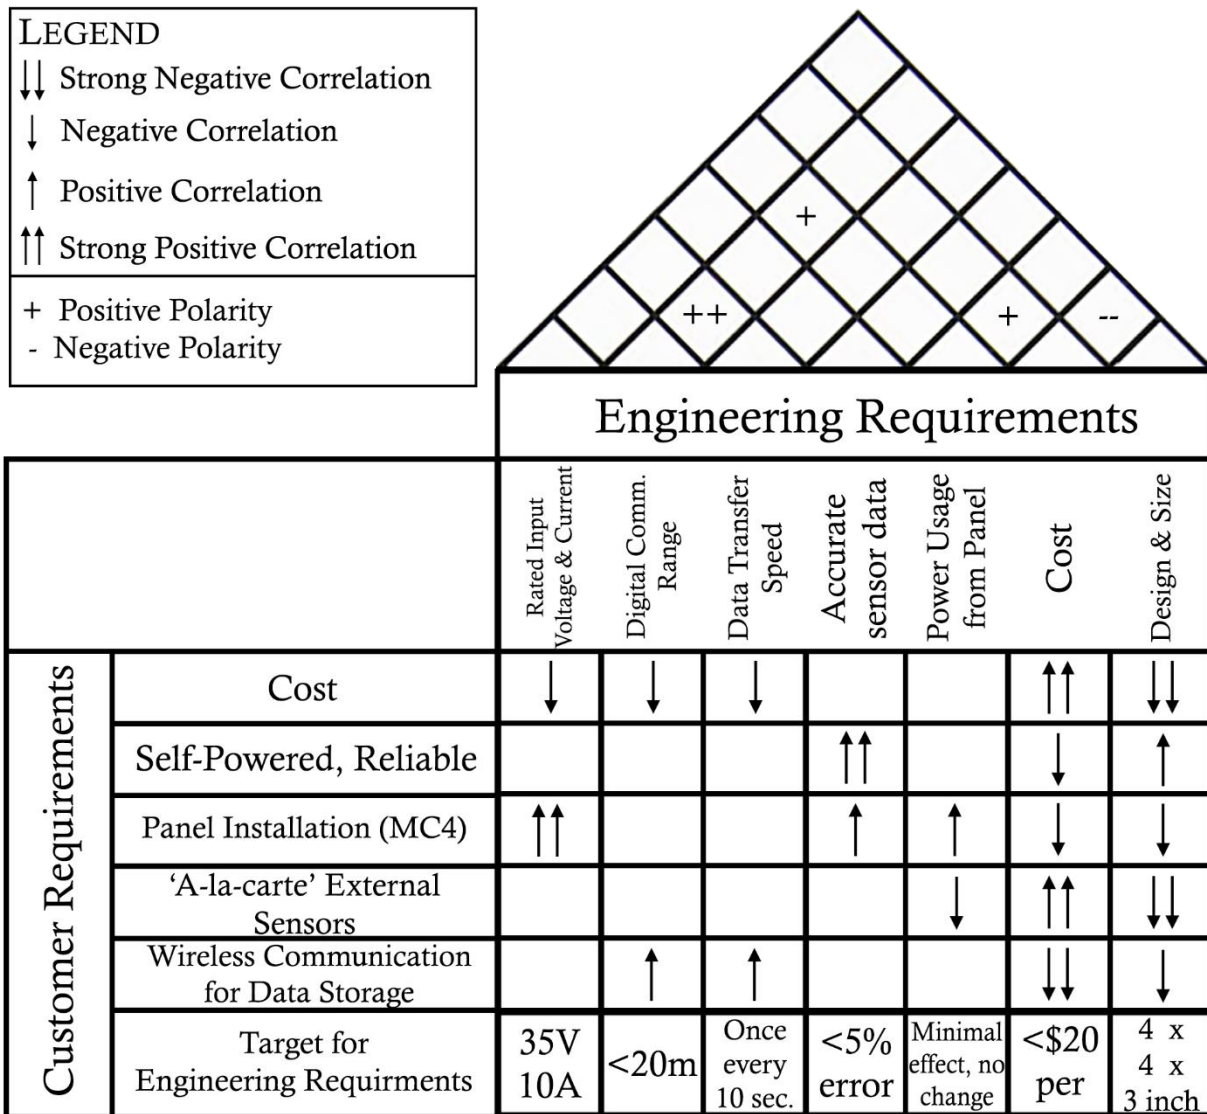 LEGEND
↓↓ Strong Negative Correlation
↓ Negative Correlation
↑ Positive Correlation
↑↑ Strong Positive Correlation
+ Positive Polarity
- Negative Polarity
+
++
+
--
Engineering Requirements
Rated Input
Voltage & Current
Digital Comm.
Range
Data Transfer
Speed
Accurate
sensor data
Power Usage
from Panel
Cost
Design & Size
Customer Requirements
Cost
↓ ↓ ↓ ↑↑ ↓↓
Self-Powered, Reliable
↑↑ ↓ ↑
Panel Installation (MC4)
↑↑ ↑ ↑ ↓ ↓
‘A-la-carte’ External
Sensors
↓ ↑↑ ↓↓
Wireless Communication
for Data Storage
↑ ↑ ↓↓ ↓
Target for
Engineering Requirments
35V
10A
<20m
Once
every
10 sec.
<5%
error
Minimal
effect, no
change
<$20
per
4 x
4 x
3 inch